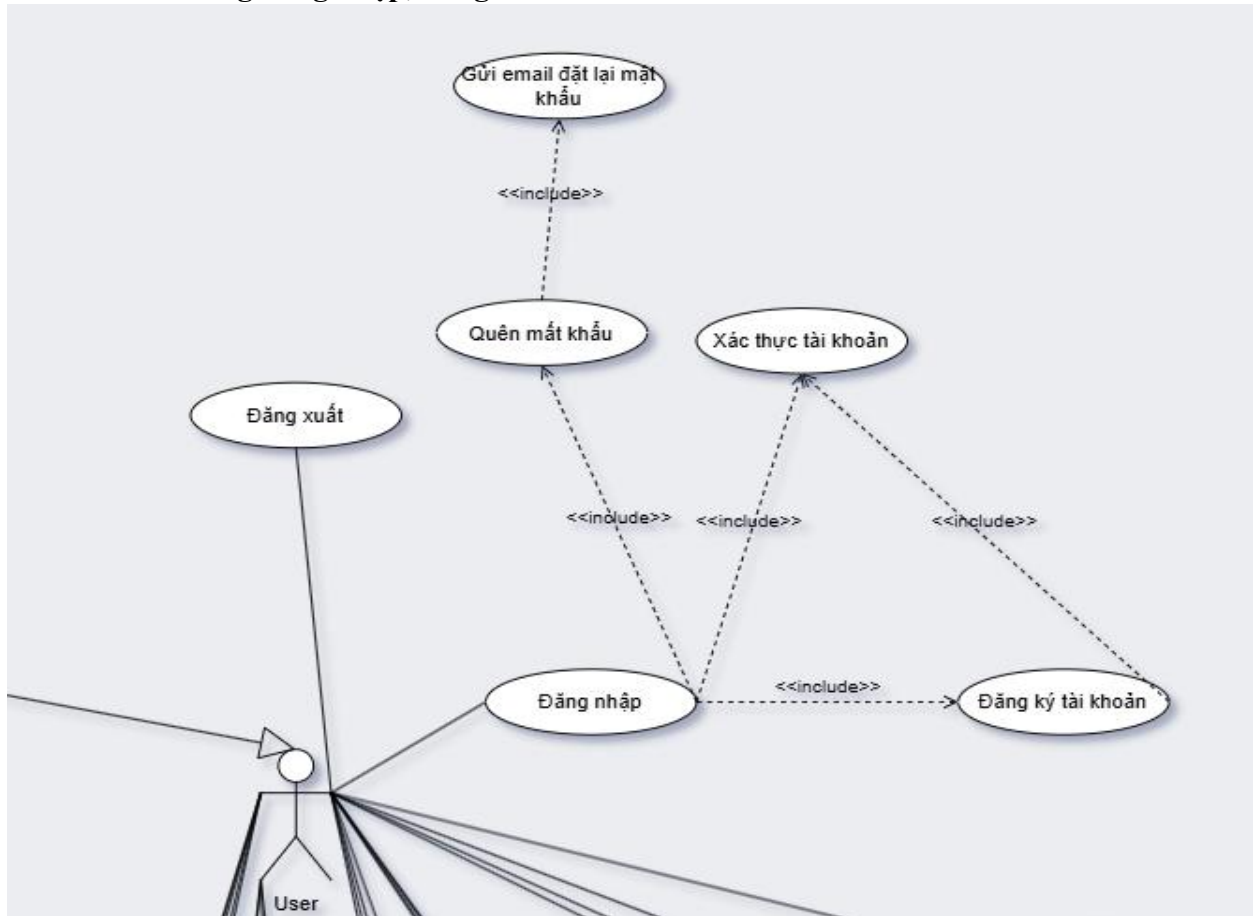 Gửi email đặt lại mật
khẩu
<<include>>
Quên mất khẩu
Xác thực tài khoản
Đăng xuất
<<include>>
<<include>>
<<include>>
Đăng nhập
<<include>>
Đăng ký tài khoản
User